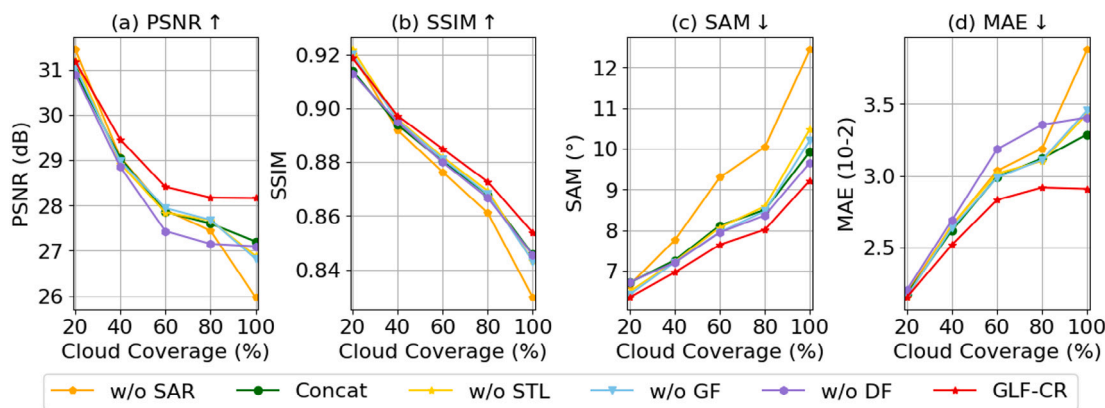 (a) PSNR ↑
(b) SSIM ↑
(c) SAM ↓
(d) MAE ↓
PSNR (dB)
31
30
29
28
27
26
20 40 60 80 100
Cloud Coverage (%)
SSIM
0.92
0.90
0.88
0.86
0.84
20 40 60 80 100
Cloud Coverage (%)
SAM (°)
12
11
10
9
8
7
20 40 60 80 100
Cloud Coverage (%)
MAE (10-2)
3.5
3.0
2.5
20 40 60 80 100
Cloud Coverage (%)
w/o SAR Concat w/o STL w/o GF w/o DF GLF-CR